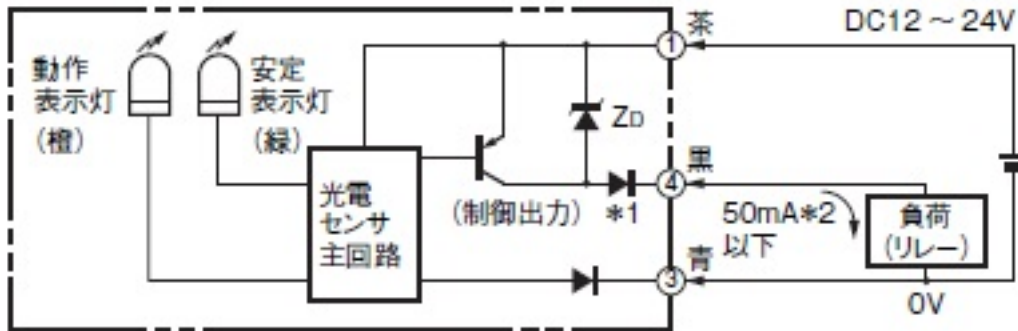 動作
表示灯
(橙)
安定
表示灯
(緑)
光電
センサ
主回路
(制御出力)
ZD
*1
1
茶
DC12 ~ 24V
4
黒
50mA*2
以下
負荷
(リレー)
3
青
0V